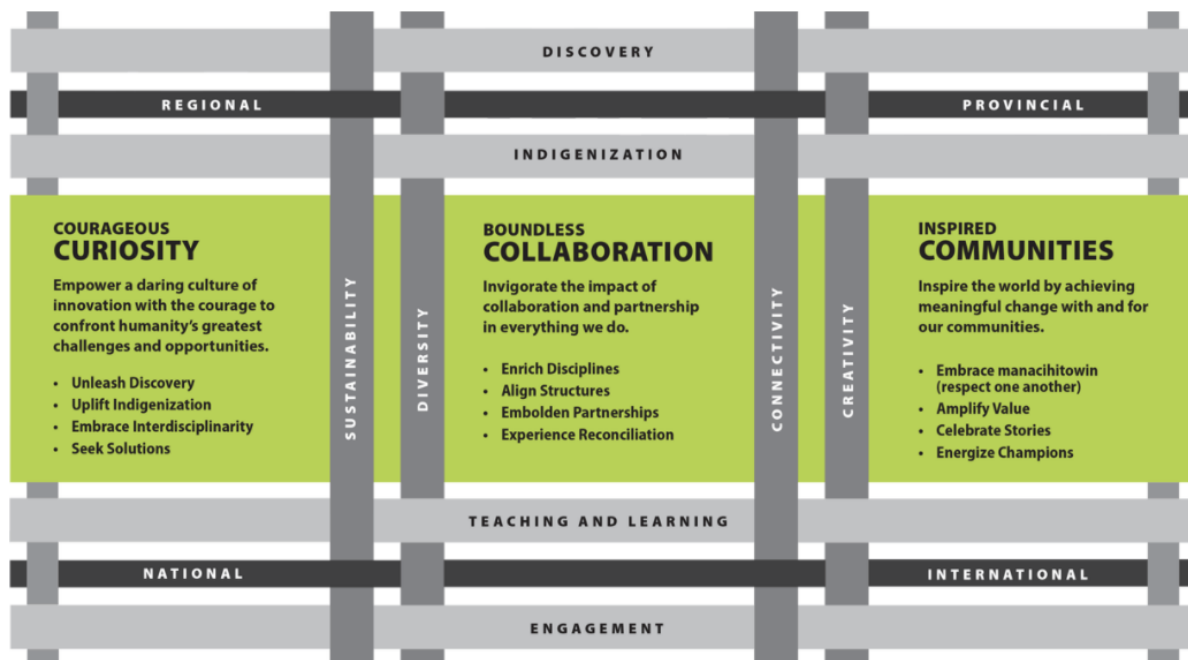 DISCOVERY
REGIONAL
PROVINCIAL
INDIGENIZATION
COURAGEOUS
CURIOSITY
Empower a daring culture of
innovation with the courage to
confront humanity’s greatest
challenges and opportunities.
• Unleash Discovery
• Uplift Indigenization
• Embrace Interdisciplinarity
• Seek Solutions
SUSTAINABILITY
DIVERSITY
BOUNDLESS
COLLABORATION
Invigorate the impact of
collaboration and partnership
in everything we do.
• Enrich Disciplines
• Align Structures
• Embolden Partnerships
• Experience Reconciliation
CONNECTIVITY
CREATIVITY
INSPIRED
COMMUNITIES
Inspire the world by achieving
meaningful change with and for
our communities.
• Embrace manacihitowin
(respect one another)
• Amplify Value
• Celebrate Stories
• Energize Champions
TEACHING AND LEARNING
NATIONAL
INTERNATIONAL
ENGAGEMENT